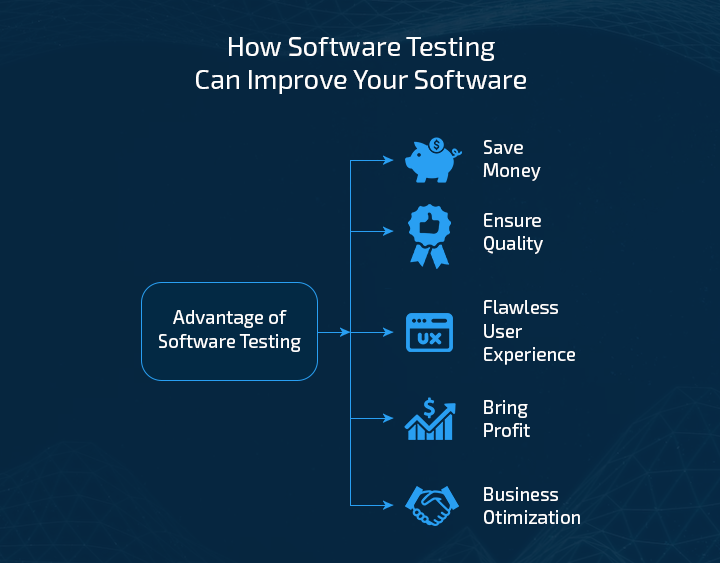 How Software Testing
Can Improve Your Software
Save
Money
Ensure
Quality
Flawless
User
Experience
Advantage of
Software Testing
Bring
Profit
Business
Otimization
$
UX
$